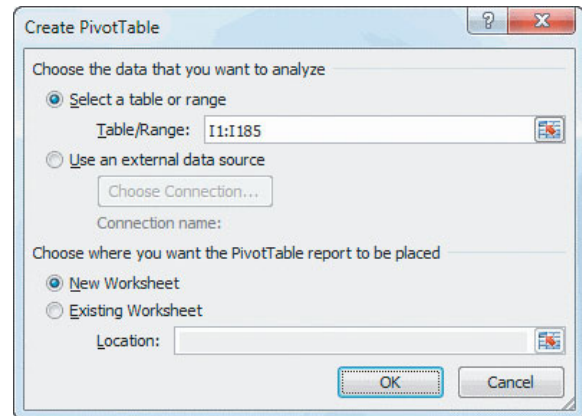 Create PivotTable
Choose the data that you want to analyze
Select a table or range
Table/Range: I1:I185
Use an external data source
Choose Connection...
Connection name:
Choose where you want the PivotTable report to be placed
New Worksheet
Existing Worksheet
Location:
OK Cancel